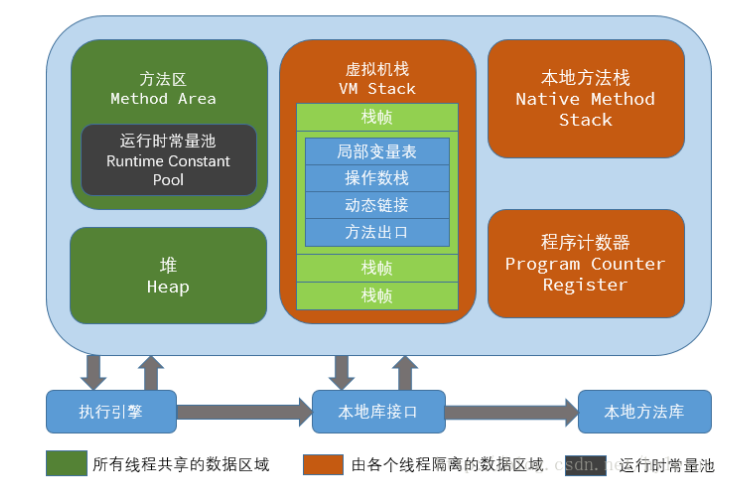 方法区
Method Area
运行时常量池
Runtime Constant
Pool
堆
Heap
虚拟机栈
VM Stack
栈帧
局部变量表
操作数栈
动态链接
方法出口
栈帧
栈帧
本地方法栈
Native Method
Stack
程序计数器
Program Counter
Register
执行引擎
本地库接口
本地方法库
所有线程共享的数据区域
由各个线程隔离的数据区域
运行时常量池